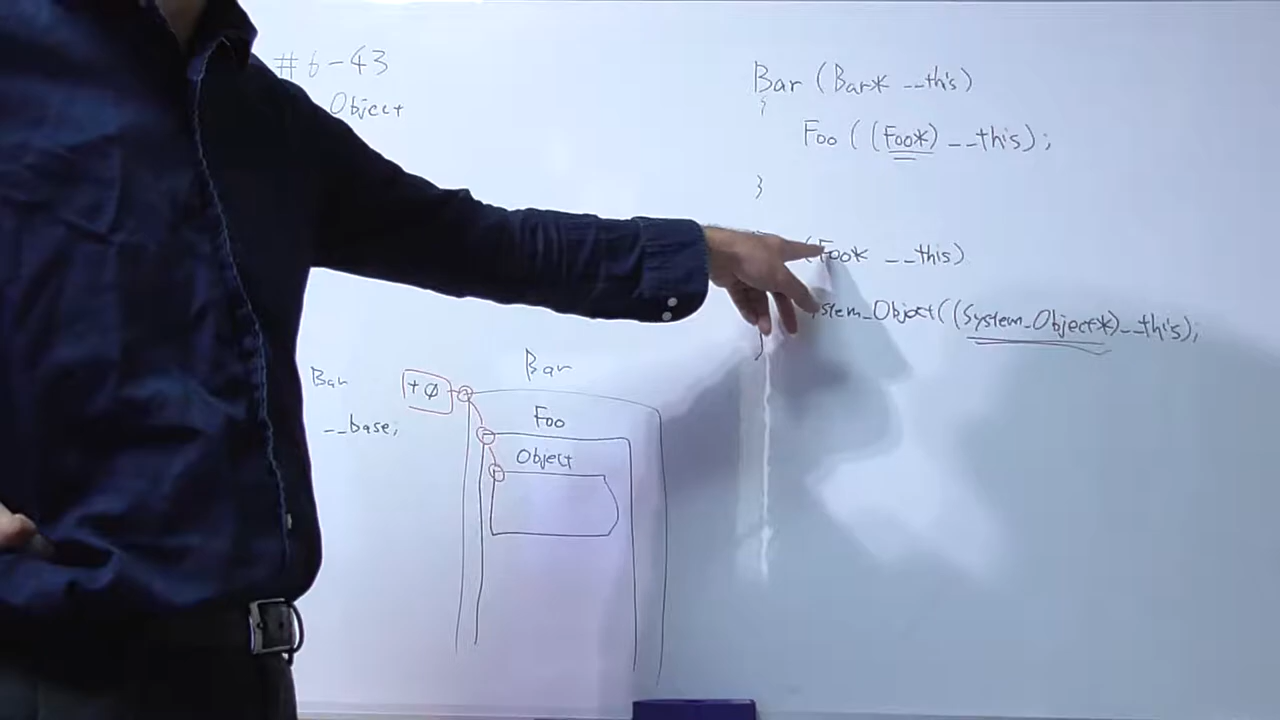 #6-43
Object
Bar (Bar* __this)
{
Foo ((Foo*) __this);
}
(Foo* __this)
stem_Object((System_Object*)__this);
}
Bar
Bar
+0
Foo
__base;
Object